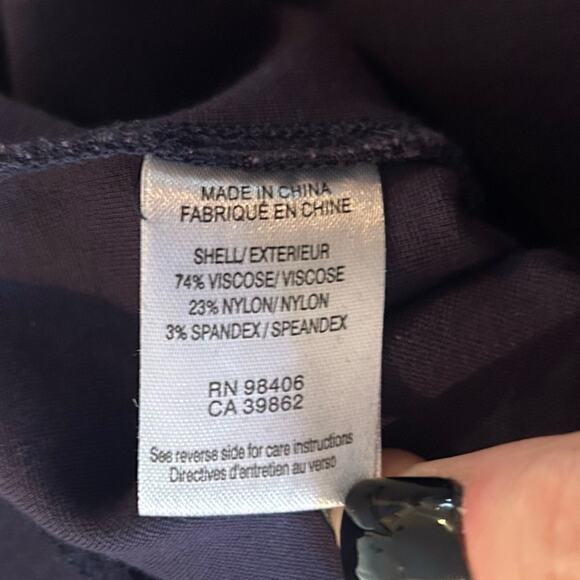 MADE IN CHINA
FABRIQUÉ EN CHINE
SHELL/EXTERIEUR
74% VISCOSE/VISCOSE
23% NYLON/NYLON
3% SPANDEX/SPEANDEX
RN 98406
CA 39862
See reverse side for care instructions
Directives d'entretien au verso